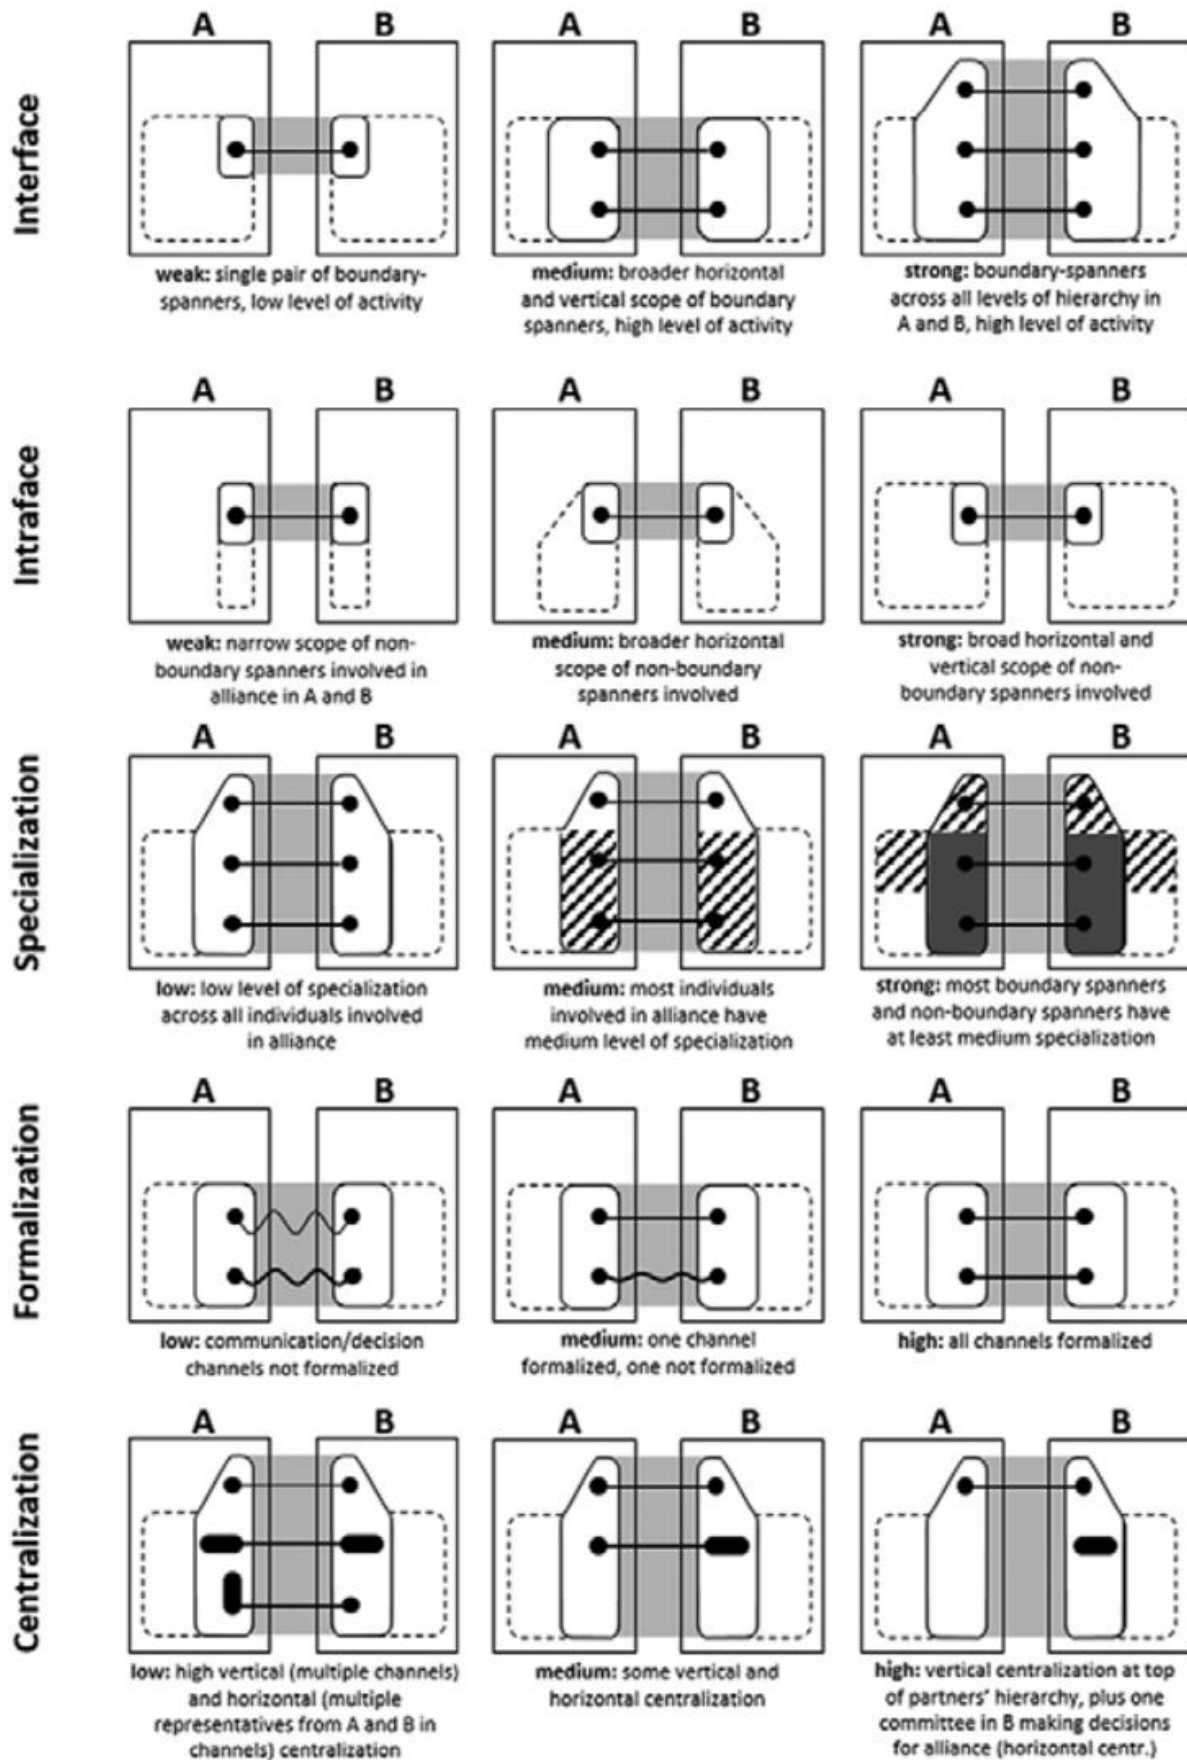 Interface
A B
A B
A B
weak: single pair of boundary-
spanners, low level of activity
medium: broader horizontal
and vertical scope of boundary
spanners, high level of activity
strong: boundary-spanners
across all levels of hierarchy in
A and B, high level of activity
Intraface
A B
A B
A B
weak: narrow scope of non-
boundary spanners involved in
alliance in A and B
medium: broader horizontal
scope of non-boundary
spanners involved
strong: broad horizontal and
vertical scope of non-
boundary spanners involved
Specialization
A B
A B
A B
low: low level of specialization
across all individuals involved
in alliance
medium: most individuals
involved in alliance have
medium level of specialization
strong: most boundary spanners
and non-boundary spanners have
at least medium specialization
Formalization
A B
A B
A B
low: communication/decision
channels not formalized
medium: one channel
formalized, one not formalized
high: all channels formalized
Centralization
A B
A B
A B
low: high vertical (multiple channels)
and horizontal (multiple
representatives from A and B in
channels) centralization
medium: some vertical and
horizontal centralization
high: vertical centralization at top
of partners' hierarchy, plus one
committee in B making decisions
for alliance (horizontal centr.)